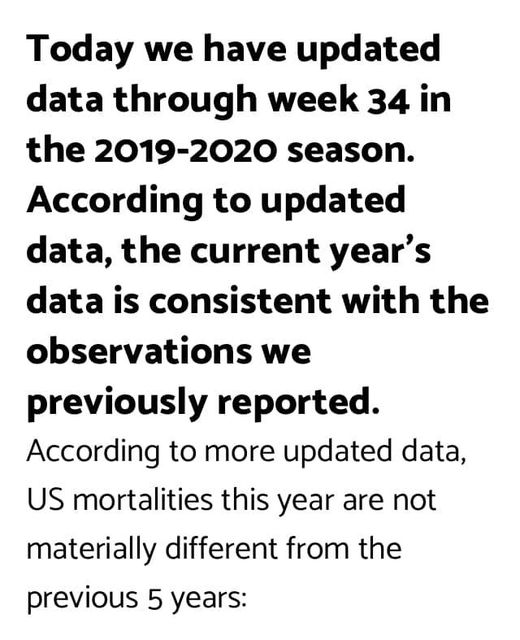 Today we have updated
data through week 34 in
the 2019-2020 season.
According to updated
data, the current year’s
data is consistent with the
observations we
previously reported.
According to more updated data,
US mortalities this year are not
materially different from the
previous 5 years: